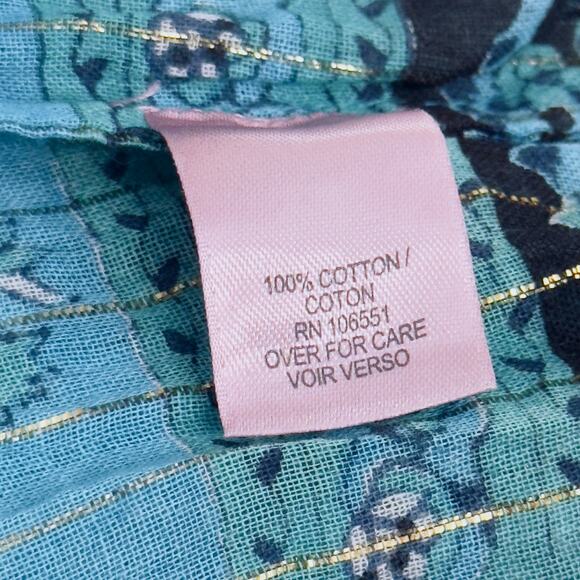 100% COTTON /
COTON
RN 106551
OVER FOR CARE
VOIR VERSO